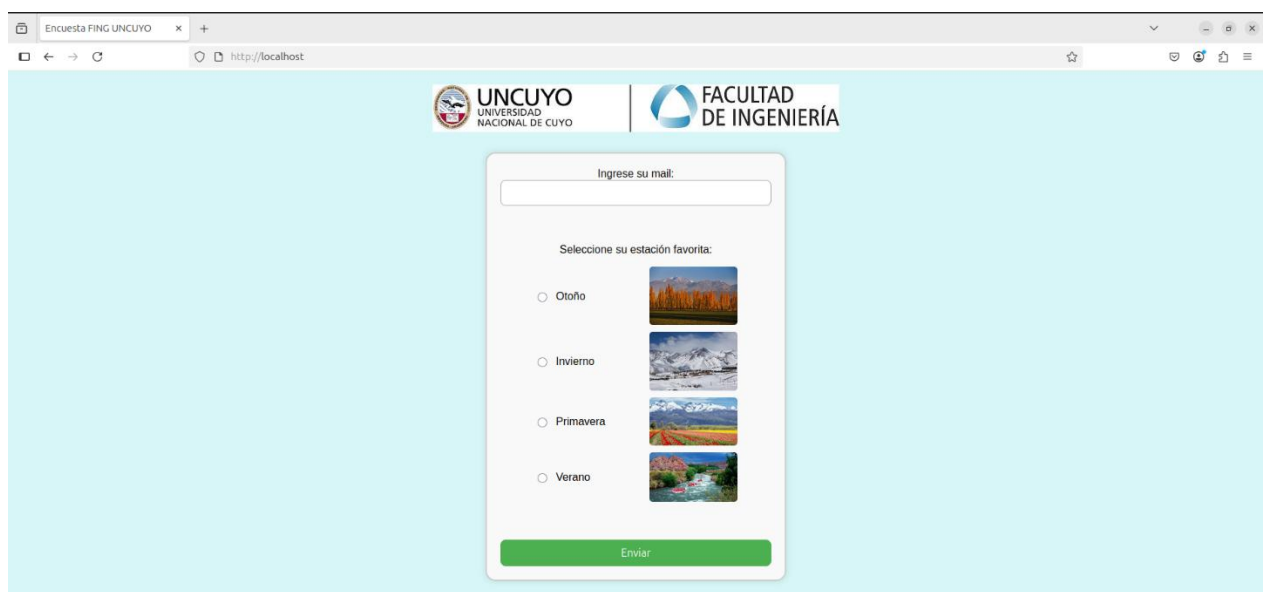 Encuesta FING UNCUYO
http://localhost
UNCUYO
UNIVERSIDAD
NACIONAL DE CUYO
FACULTAD
DE INGENIERÍA
Ingrese su mail:
Seleccione su estación favorita:
Otoño
Invierno
Primavera
Verano
Enviar